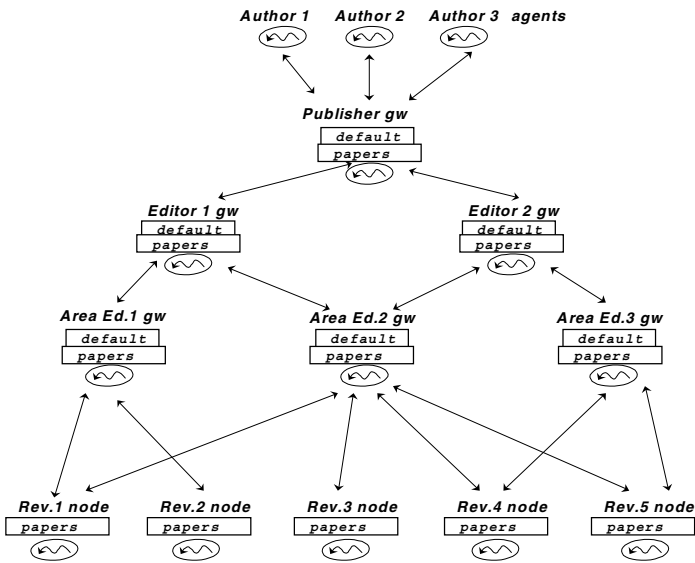 Author 1 Author 2 Author 3 agents
Publisher gw
default
papers
Editor 1 gw Editor 2 gw
default default
papers papers
Area Ed.1 gw Area Ed.2 gw Area Ed.3 gw
default default default
papers papers papers
Rev.1 node Rev.2 node Rev.3 node Rev.4 node Rev.5 node
papers papers papers papers papers